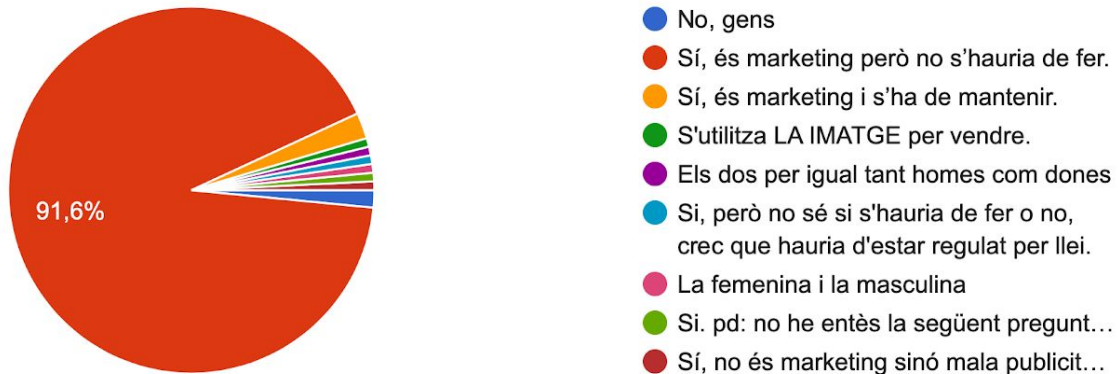 91,6%
No, gens
Sí, és marketing però no s’hauria de fer.
Sí, és marketing i s’ha de mantenir.
S'utilitza LA IMATGE per vendre.
Els dos per igual tant homes com dones
Si, però no sé si s'hauria de fer o no,
crec que hauria d'estar regulat per llei.
La femenina i la masculina
Si. pd: no he entès la següent pregunt…
Sí, no és marketing sinó mala publicit…